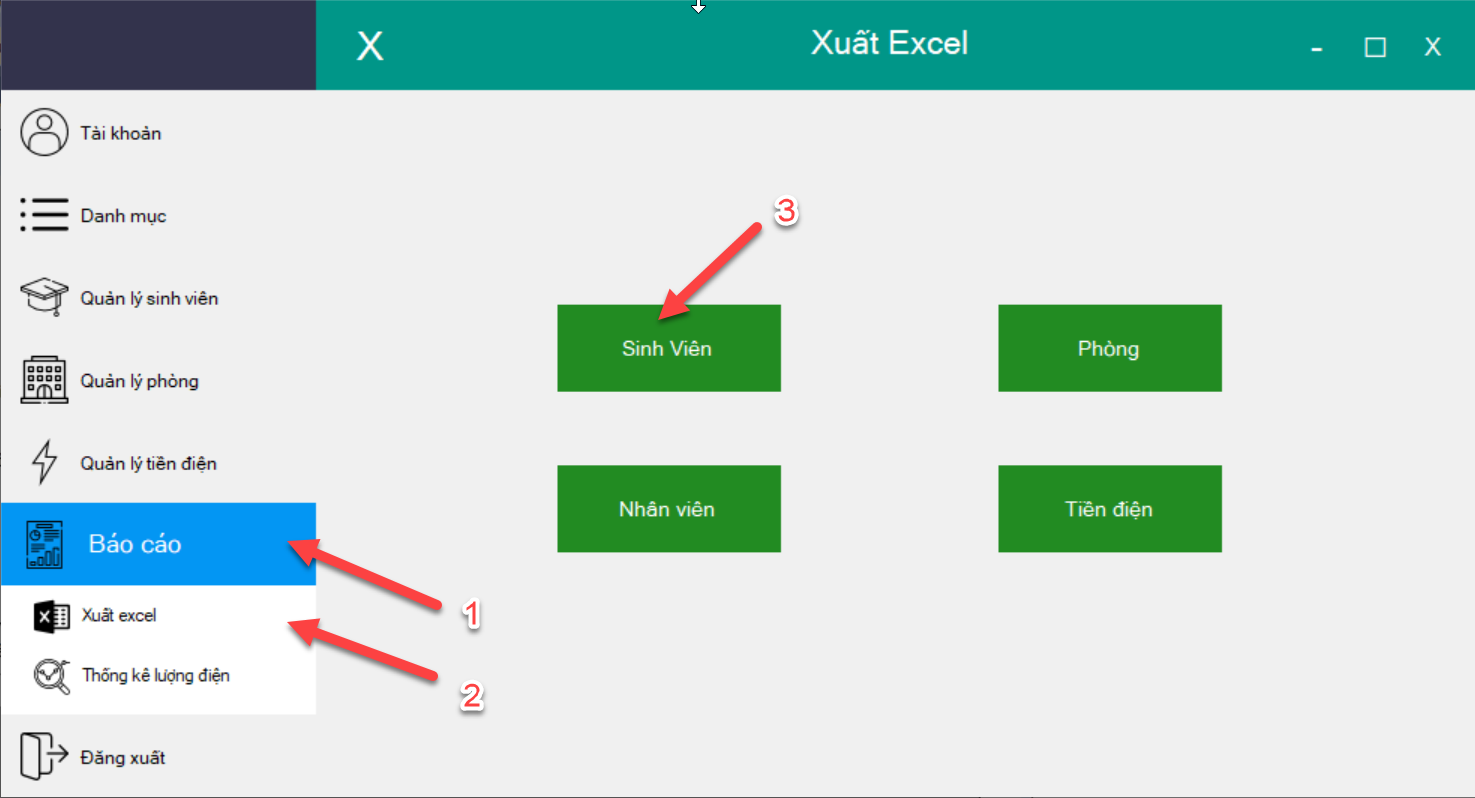 X
Xuất Excel
- □ X
Tài khoản
Danh mục
Quản lý sinh viên
Quản lý phòng
Quản lý tiền điện
Báo cáo
Xuất excel
Thống kê lượng điện
Đăng xuất
3
Sinh Viên
Phòng
Nhân viên
Tiền điện
1
2